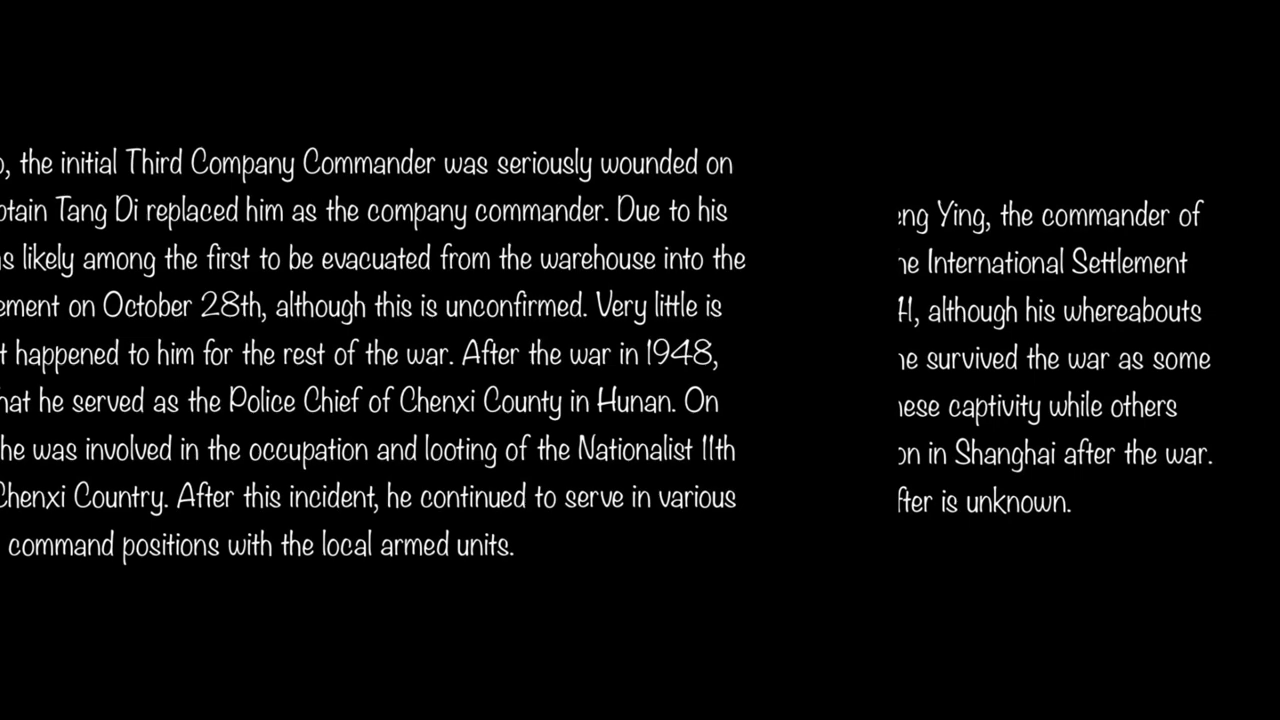 the initial Third Company Commander was seriously wounded on
Tang Di replaced him as the company commander. Due to his
likely among the first to be evacuated from the warehouse into the
on October 28th, although this is unconfirmed. Very little is
happened to him for the rest of the war. After the war in 1948,
he served as the Police Chief of Chenxi County in Hunan. On
he was involved in the occupation and looting of the Nationalist 11th
Chenxi Country. After this incident, he continued to serve in various
command positions with the local armed units.
Ying, the commander of
International Settlement
although his whereabouts
survived the war as some
captivity while others
in Shanghai after the war.
is unknown.